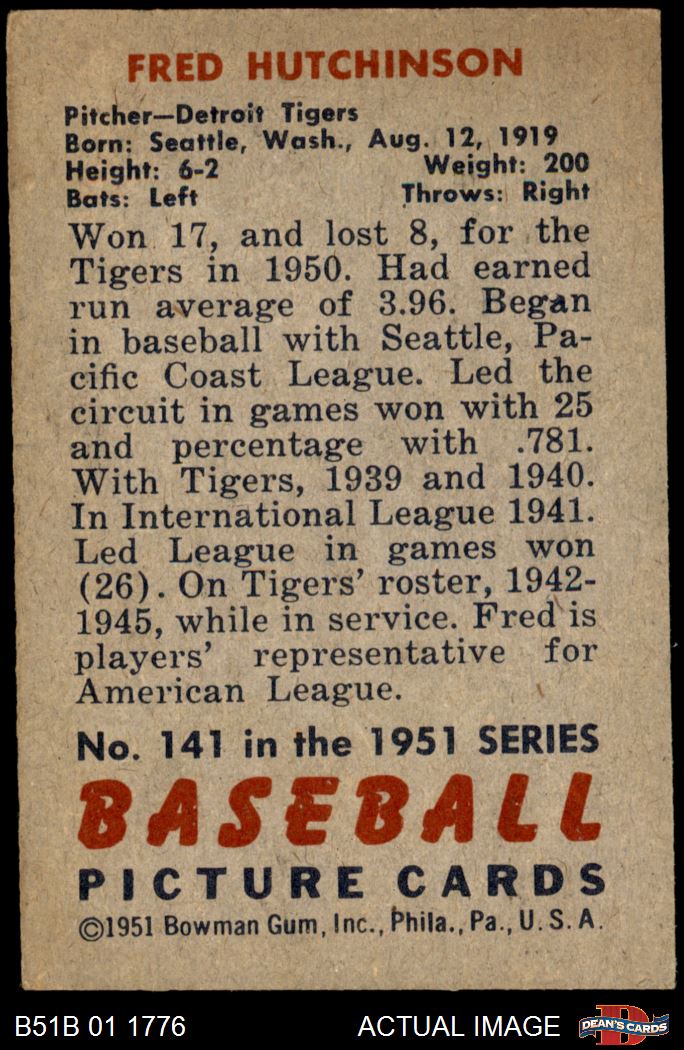 FRED HUTCHINSON
Pitcher—Detroit Tigers
Born: Seattle, Wash., Aug. 12, 1919
Height: 6-2 Weight: 200
Bats: Left Throws: Right
Won 17, and lost 8, for the
Tigers in 1950. Had earned
run average of 3.96. Began
in baseball with Seattle, Pa-
cific Coast League. Led the
circuit in games won with 25
and percentage with .781.
With Tigers, 1939 and 1940.
In International League 1941.
Led League in games won
(26). On Tigers' roster, 1942-
1945, while in service. Fred is
players' representative for
American League.
No. 141 in the 1951 SERIES
BASEBALL
PICTURE CARDS
©1951 Bowman Gum, Inc., Phila., Pa., U.S.A.
B51B 01 1776 ACTUAL IMAGE D DEAN'S CARDS